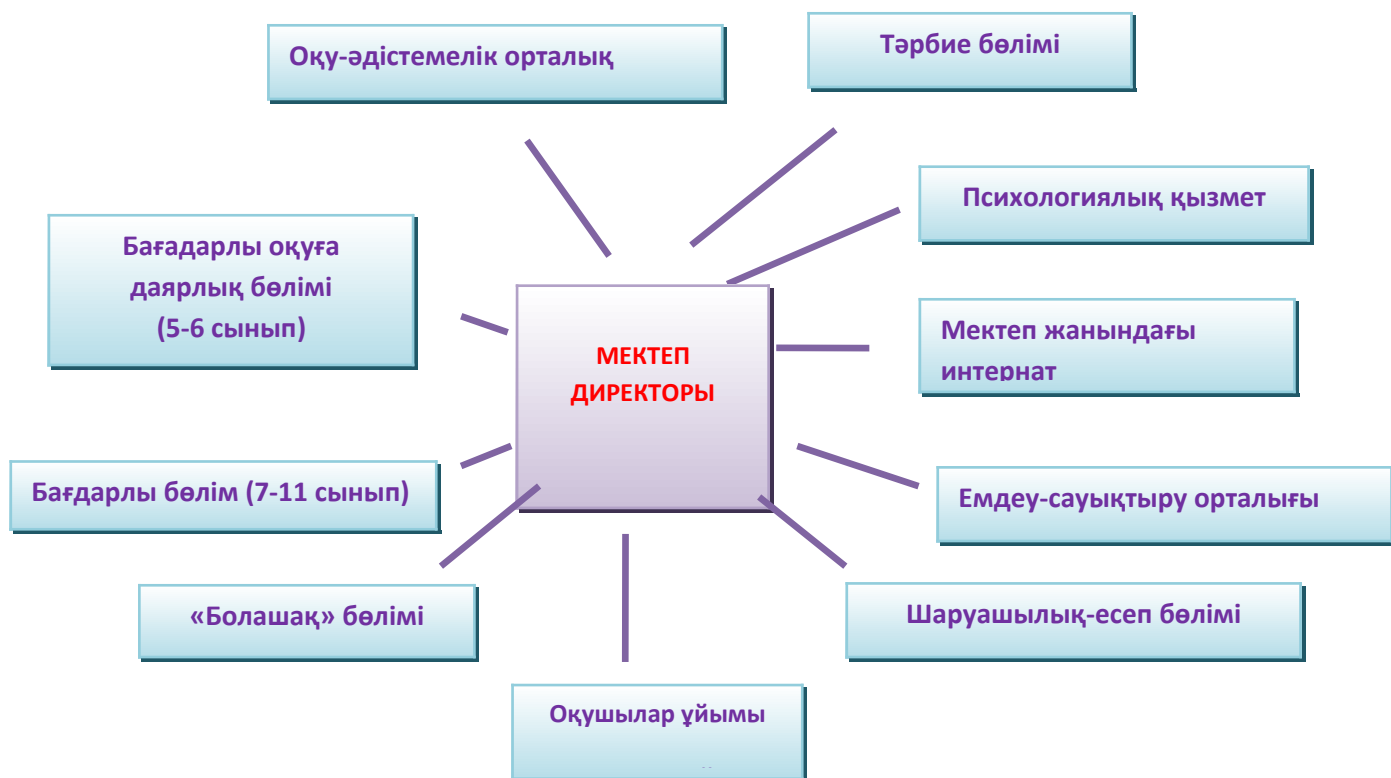 Оқу-әдістемелік орталық
Тәрбие бөлімі
Психологиялық қызмет
Бағадарлы оқуға
даярлық бөлімі
(5-6 сынып)
Мектеп жанындағы
интернат
МЕКТЕП
ДИРЕКТОРЫ
Бағдарлы бөлім (7-11 сынып)
Емдеу-сауықтыру орталығы
«Болашақ» бөлімі
Шаруашылық-есеп бөлімі
Оқушылар ұйымы